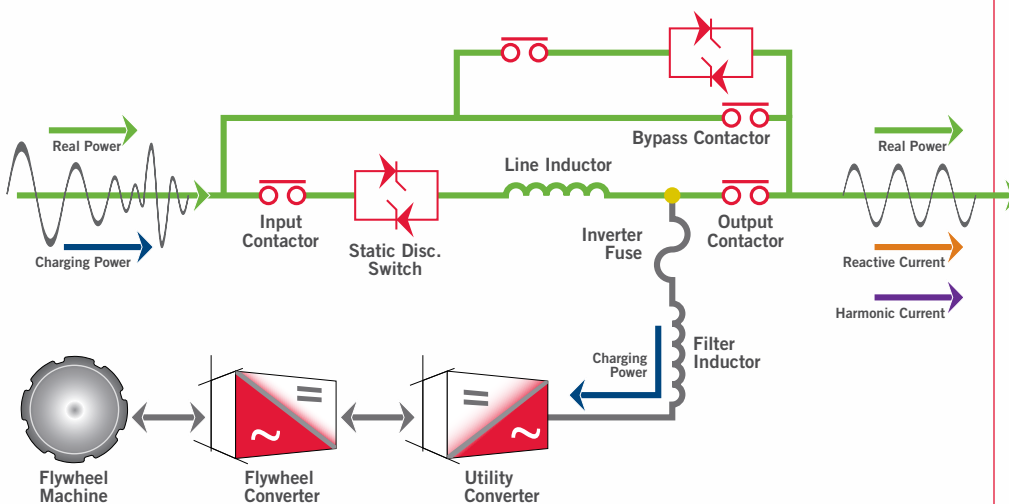 Real Power
Charging Power
Input
Contactor
Static Disc.
Switch
Line Inductor
Bypass Contactor
Inverter
Fuse
Output
Contactor
Real Power
Reactive Current
Harmonic Current
Charging
Power
Filter
Inductor
Flywheel
Machine
Flywheel
Converter
Utility
Converter